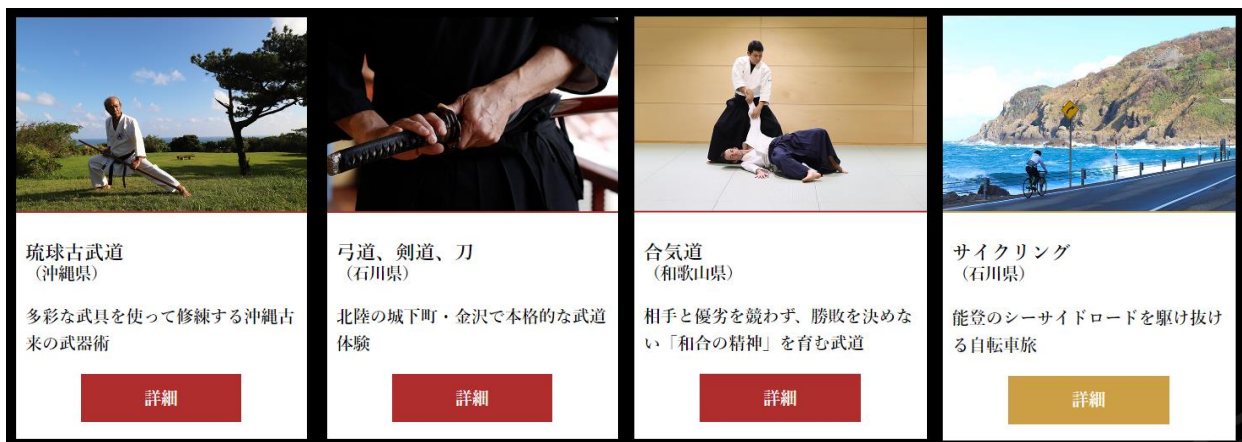 琉球古武道
（沖縄県）
多彩な武具を使って修練する沖縄古
来の武器術
詳細
弓道、剣道、刀
（石川県）
北陸の城下町・金沢で本格的な武道
体験
詳細
合気道
（和歌山県）
相手と優劣を競わず、勝敗を決めな
い「和合の精神」を育む武道
詳細
サイクリング
（石川県）
能登のシーサイドロードを駆け抜け
る自転車旅
詳細